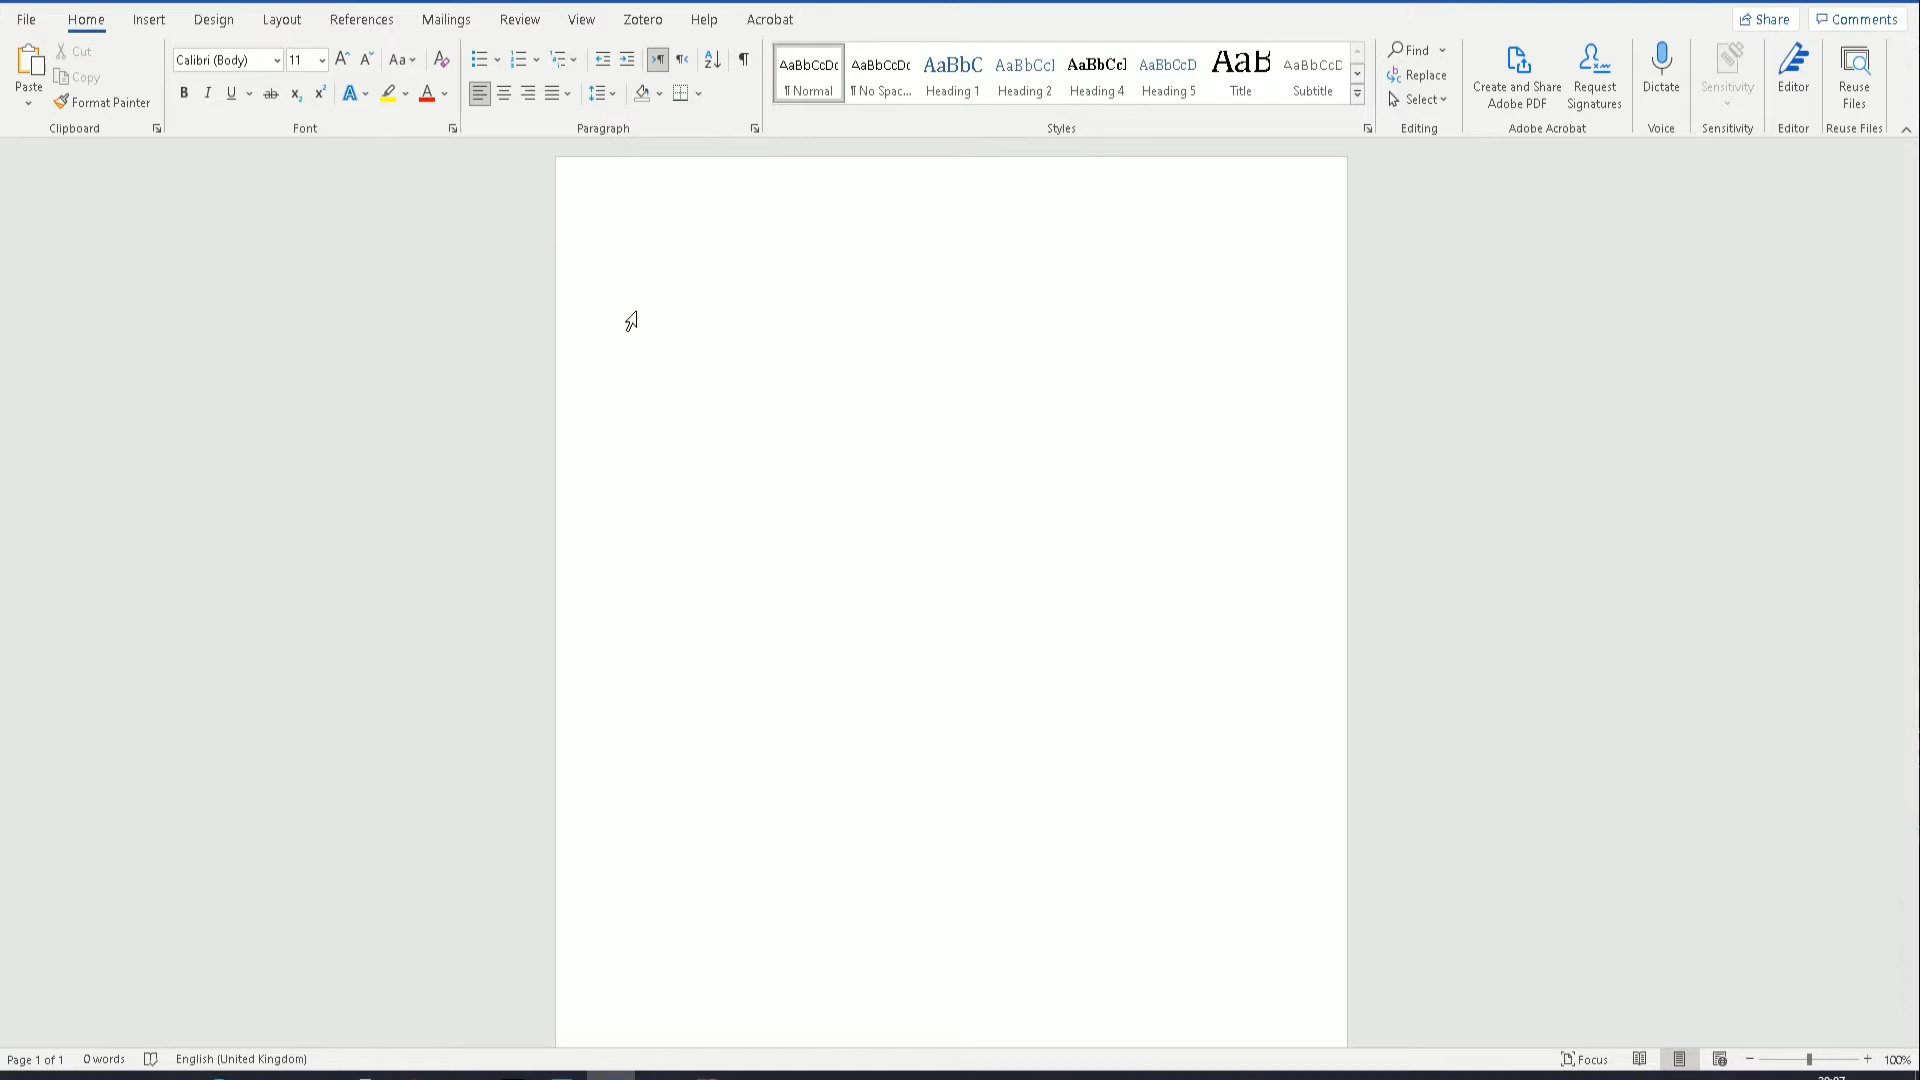 File Home Insert Design Layout References Mailings Review View Zotero Help Acrobat Share Comments
Paste
Cut
Copy
Format Painter
Clipboard
Calibri (Body) 11
Font
Paragraph
AaBbCcDc AaBbCcDc AaBbC AaBbCcI AaBbCcI AaBbCcD AaB AaBbCcD
¶ Normal ¶ No Spac... Heading 1 Heading 2 Heading 4 Heading 5 Title Subtitle
Styles
Find
Replace
Select
Editing
Create and Share Adobe PDF
Request Signatures
Adobe Acrobat
Dictate
Voice
Sensitivity
Sensitivity
Editor
Editor
Reuse Files
Reuse Files
Page 1 of 1 0 words English (United Kingdom) Focus 100%